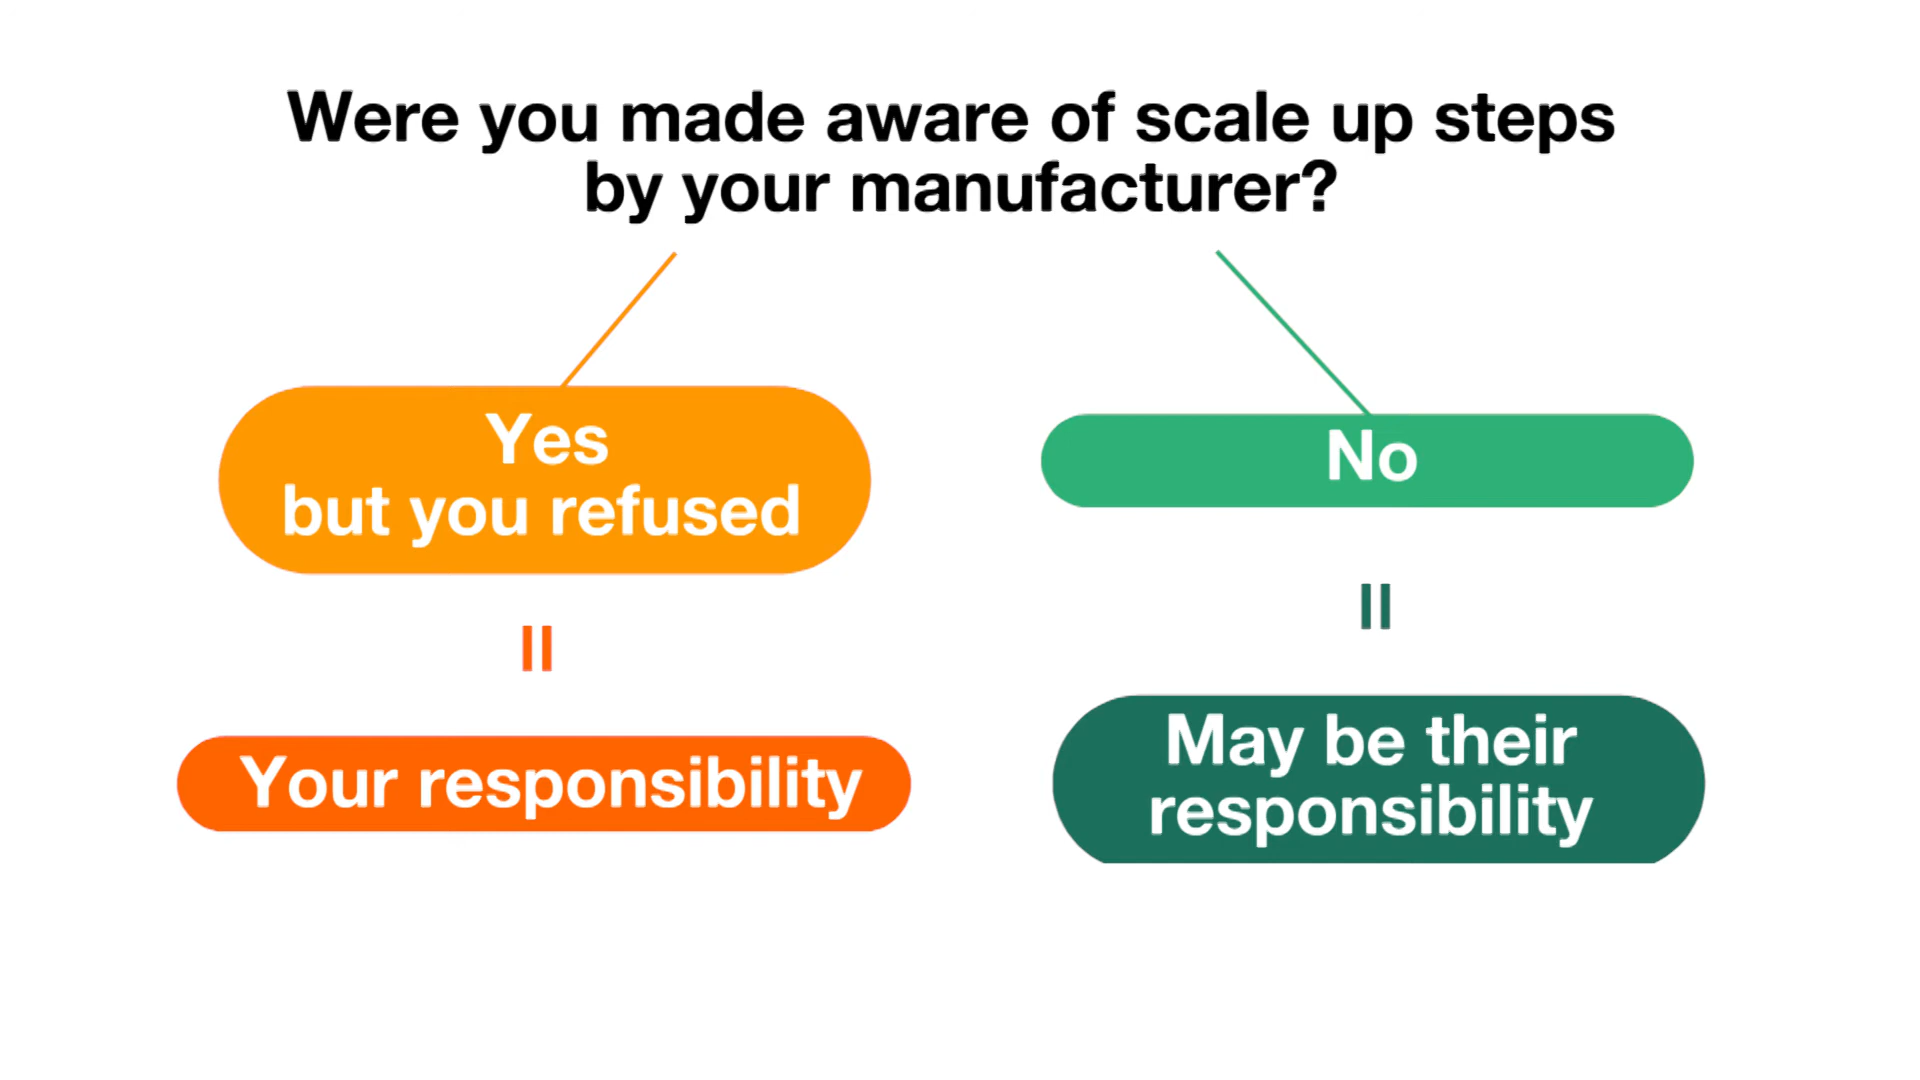 Were you made aware of scale up steps
by your manufacturer?
Yes
but you refused
No
Your responsibility
May be their
responsibility